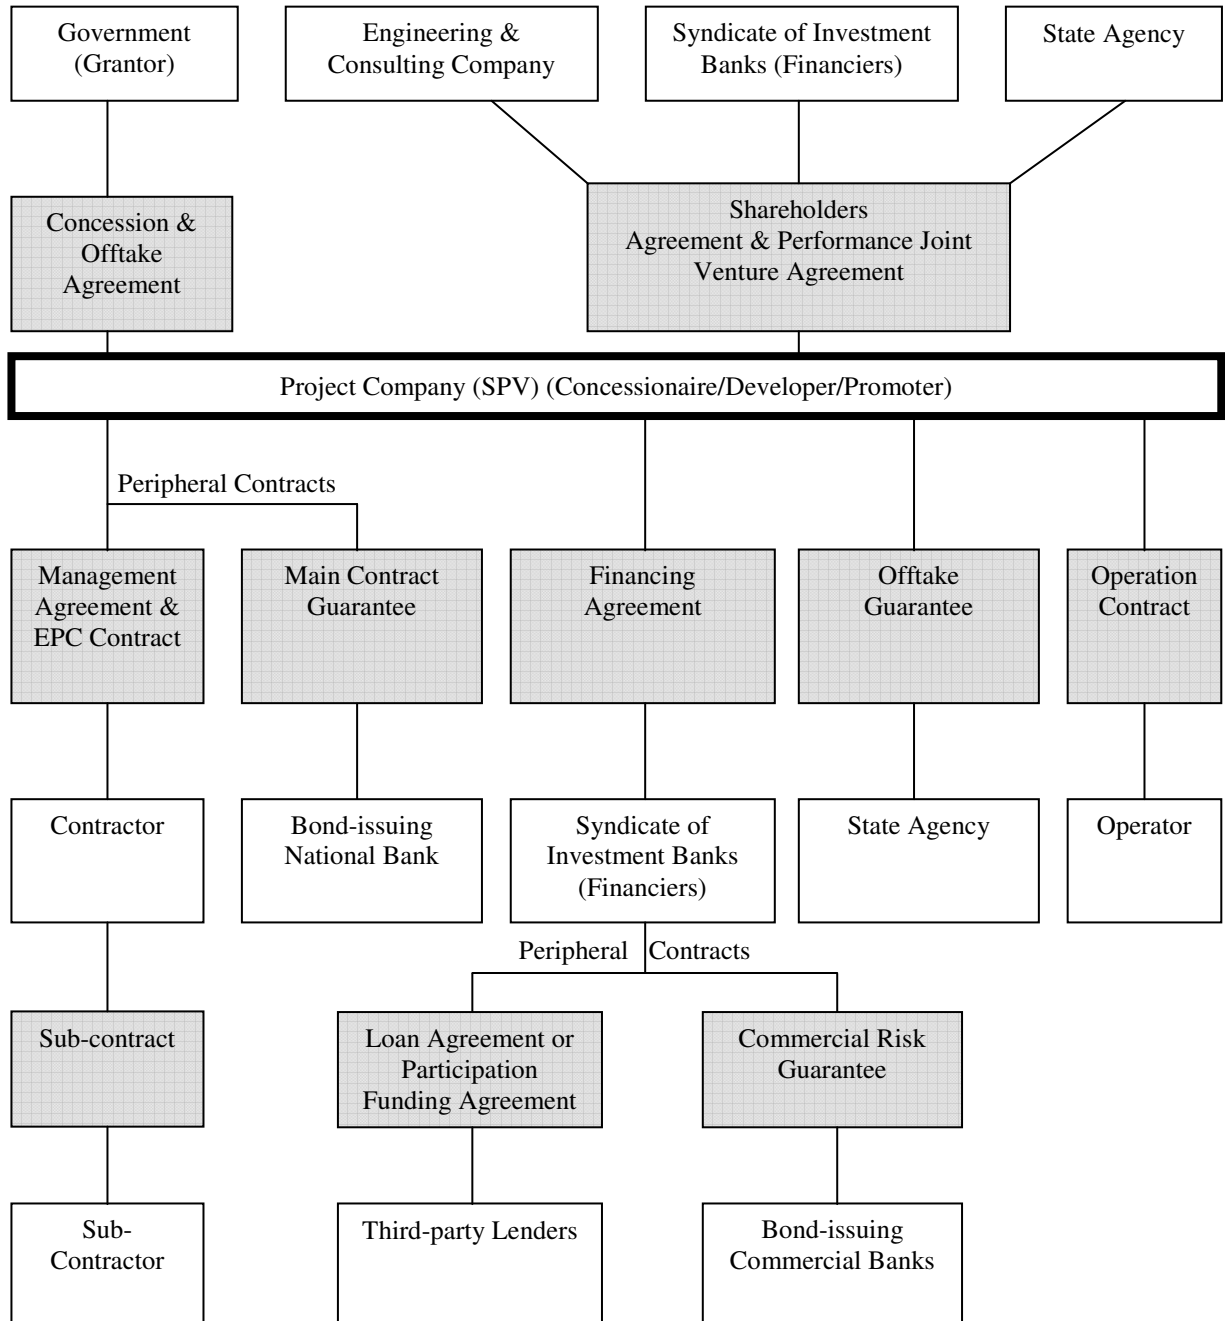 Government
(Grantor)
Engineering &
Consulting Company
Syndicate of Investment
Banks (Financiers)
State Agency
Concession &
Offtake
Agreement
Shareholders
Agreement & Performance Joint
Venture Agreement
Project Company (SPV) (Concessionaire/Developer/Promoter)
Peripheral Contracts
Management
Agreement &
EPC Contract
Main Contract
Guarantee
Financing
Agreement
Offtake
Guarantee
Operation
Contract
Contractor
Bond-issuing
National Bank
Syndicate of
Investment Banks
(Financiers)
State Agency
Operator
Peripheral Contracts
Sub-contract
Loan Agreement or
Participation
Funding Agreement
Commercial Risk
Guarantee
Sub-
Contractor
Third-party Lenders
Bond-issuing
Commercial Banks